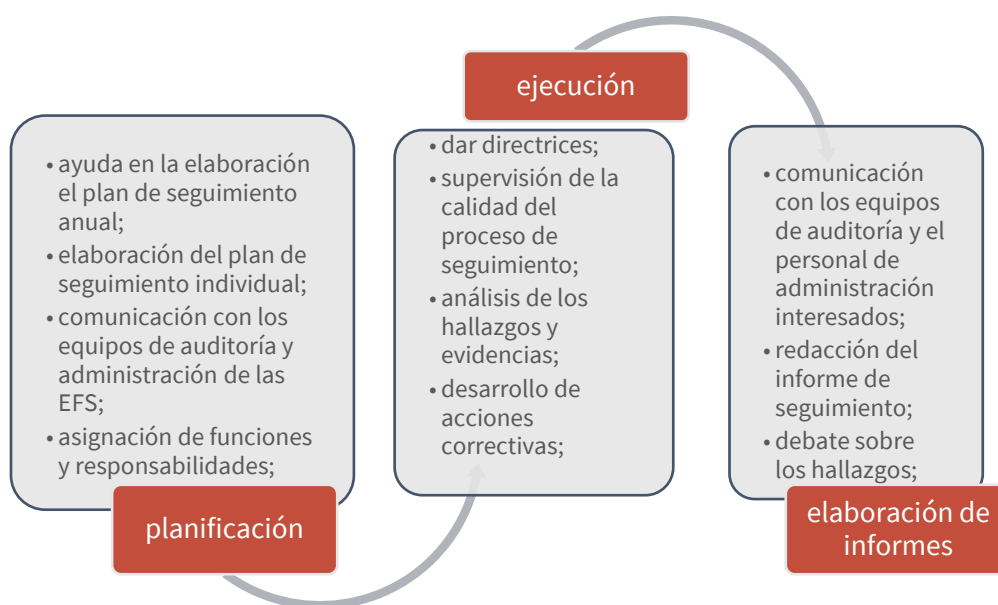 • ayuda en la elaboración
el plan de seguimiento
anual;
• elaboración del plan de
seguimiento individual;
• comunicación con los
equipos de auditoría y
administración de las
EFS;
• asignación de funciones
y responsabilidades;
planificación
ejecución
• dar directrices;
• supervisión de la
calidad del
proceso de
seguimiento;
• análisis de los
hallazgos y
evidencias;
• desarrollo de
acciones
correctivas;
• comunicación
con los equipos
de auditoría y el
personal de
administración
interesados;
• redacción del
informe de
seguimiento;
• debate sobre
los hallazgos;
elaboración de
informes